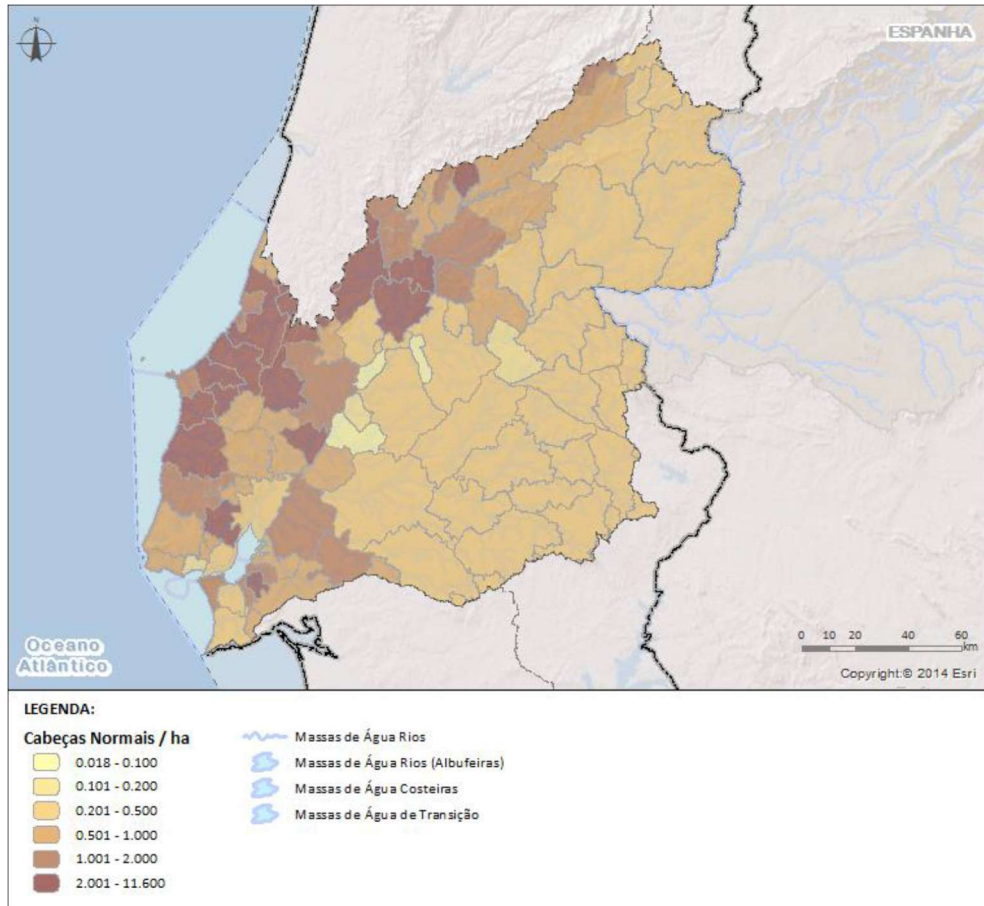 N
ESPANHA
Oceano
Atlântico
0 10 20 40 60
km
Copyright:© 2014 Esri
LEGENDA:
Cabeças Normais / ha
0.018 - 0.100
0.101 - 0.200
0.201 - 0.500
0.501 - 1.000
1.001 - 2.000
2.001 - 11.600
Massas de Água Rios
Massas de Água Rios (Albufeiras)
Massas de Água Costeiras
Massas de Água de Transição